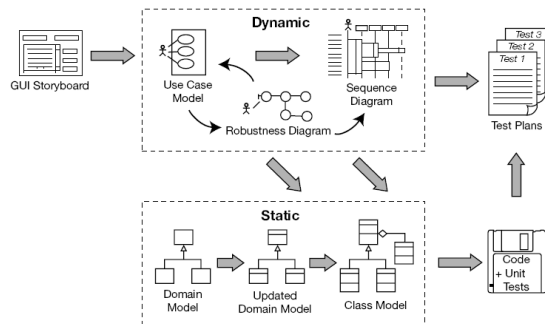 Dynamic
Test 3
Test 2
Test 1
GUI Storyboard
Use Case
Model
Sequence
Diagram
Robustness Diagram
Test Plans
Static
Domain
Model
Updated
Domain Model
Class Model
Code
+ Unit
Tests